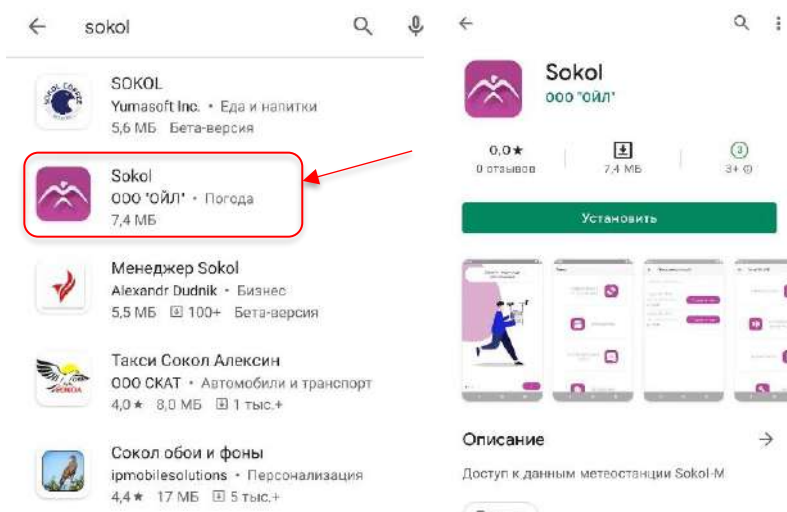 sokol
SOKOL
Yumasoft Inc. • Еда и напитки
5,6 МБ Бета-версия
Sokol
ООО "ОЙЛ" • Погода
7,4 МБ
Менеджер Sokol
Alexandr Dudnik • Бизнес
5,5 МБ 100+ Бета-версия
Такси Сокол Алексин
ООО СКАТ • Автомобили и транспорт
4,0★ 8,0 МБ 1 тыс.+
Сокол обои и фоны
ipmobilesolutions • Персонализация
4,4★ 17 МБ 5 тыс.+
Sokol
ООО "ОЙЛ"
0,0★
0 отзывов
7,4 МБ
3
3+
Установить
Описание
Доступ к данным метеостанции Sokol-M